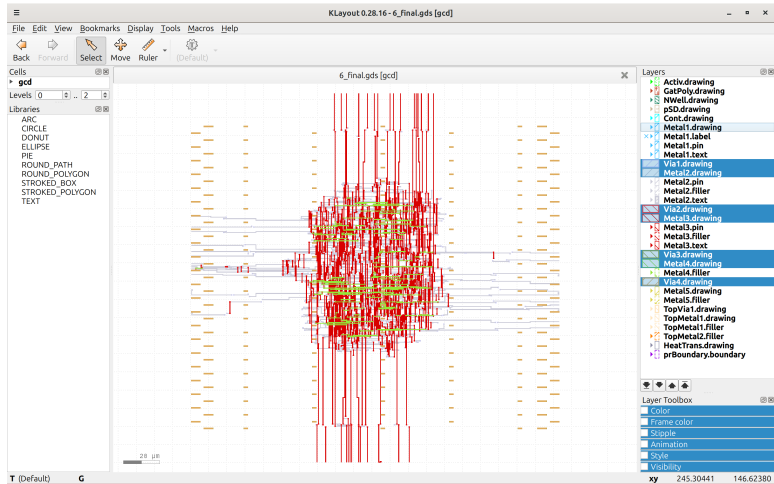 KLayout 0.28.16 - 6_final.gds [gcd]
File Edit View Bookmarks Display Tools Macros Help
Back Forward Select Move Ruler (Default)
Cells
gcd
Levels 0 .. 2
Libraries
ARC
CIRCLE
DONUT
ELLIPSE
PIE
ROUND_PATH
ROUND_POLYGON
STROKED_BOX
STROKED_POLYGON
TEXT
6_final.gds [gcd]
20 µm
Layers
Activ.drawing
GatPoly.drawing
NWell.drawing
pSD.drawing
Cont.drawing
Metal1.drawing
Metal1.label
Metal1.pin
Metal1.text
Via1.drawing
Metal2.drawing
Metal2.pin
Metal2.filler
Metal2.text
Via2.drawing
Metal3.drawing
Metal3.pin
Metal3.filler
Metal3.text
Via3.drawing
Metal4.drawing
Metal4.filler
Via4.drawing
Metal5.drawing
Metal5.filler
TopVia1.drawing
TopMetal1.drawing
TopMetal1.filler
TopMetal2.filler
HeatTrans.drawing
prBoundary.boundary
Layer Toolbox
Color
Frame color
Stipple
Animation
Style
Visibility
T (Default) G xy 245.30441 146.62380